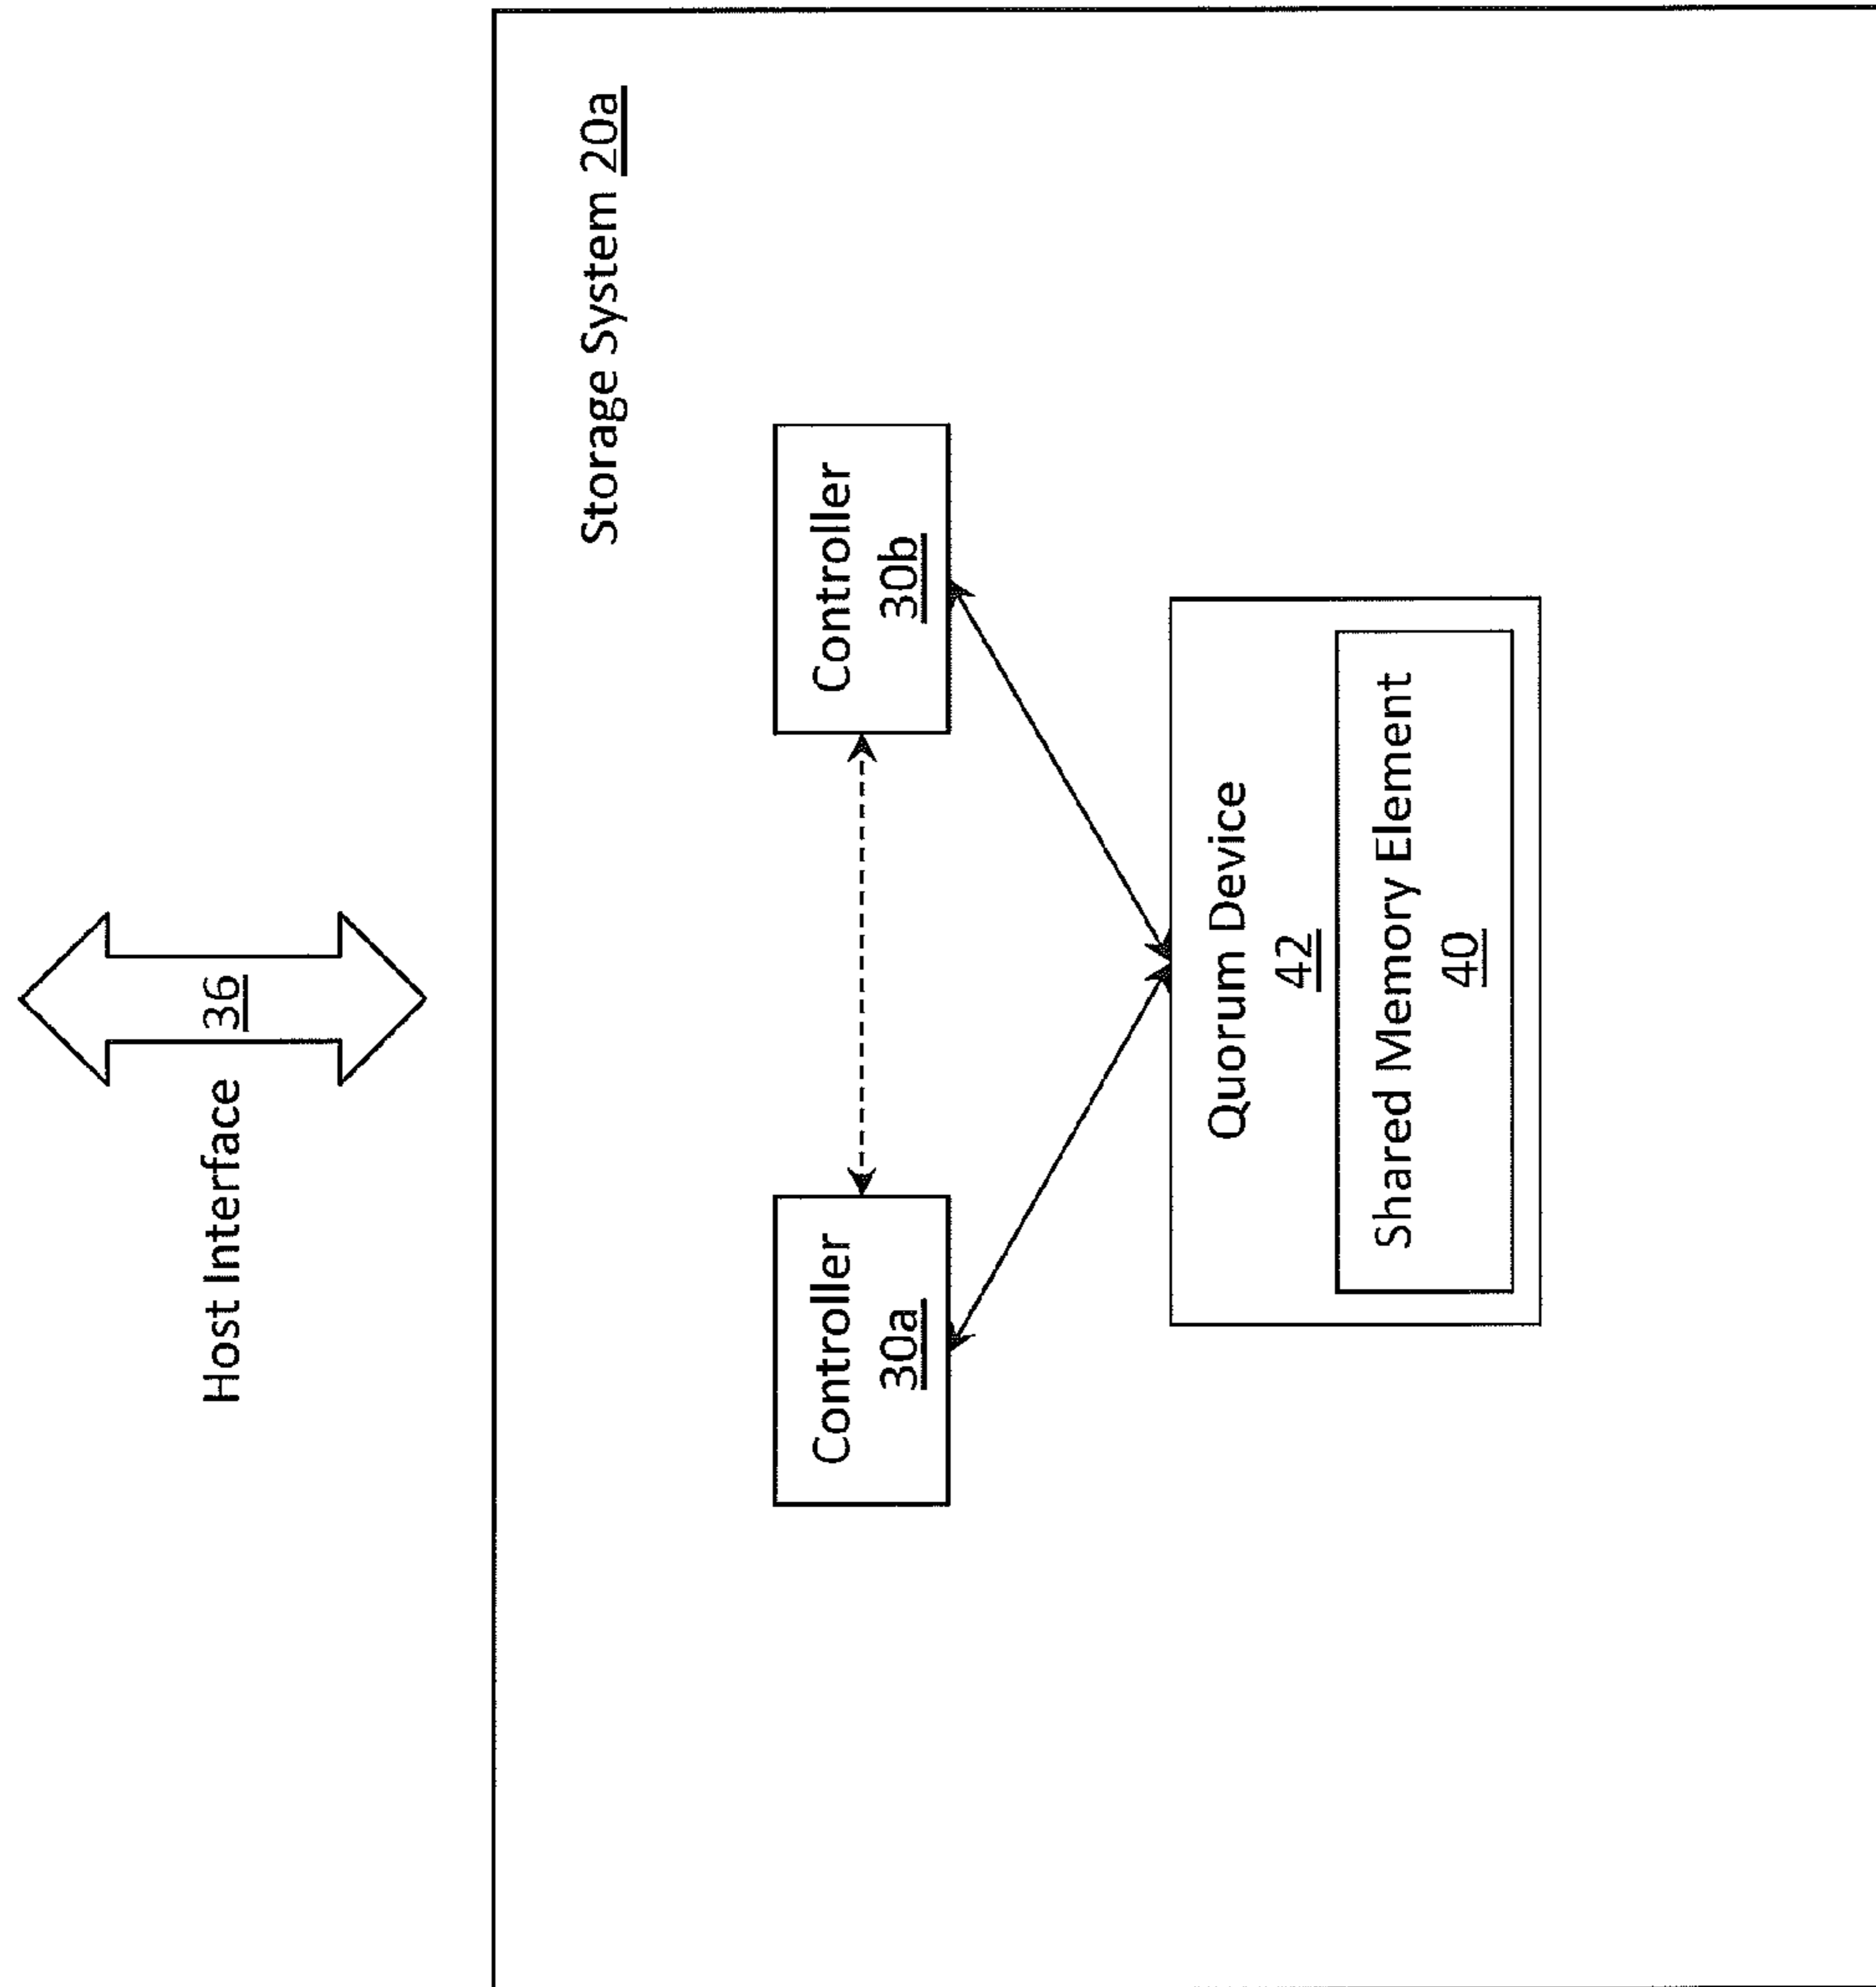 Host Interface
36
Storage System 20a
Controller
30a
Controller
30b
Quorum Device
42
Shared Memory Element
40